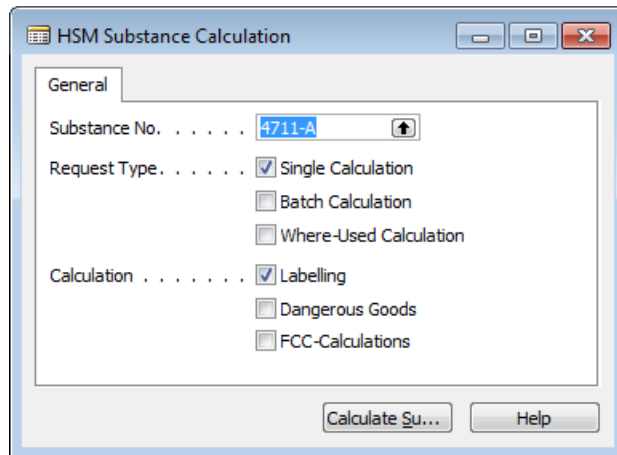 HSM Substance Calculation
General
Substance No. . . . . . 4711-A
Request Type. . . . . . Single Calculation
Batch Calculation
Where-Used Calculation
Calculation . . . . . . . Labelling
Dangerous Goods
FCC-Calculations
Calculate Su... Help